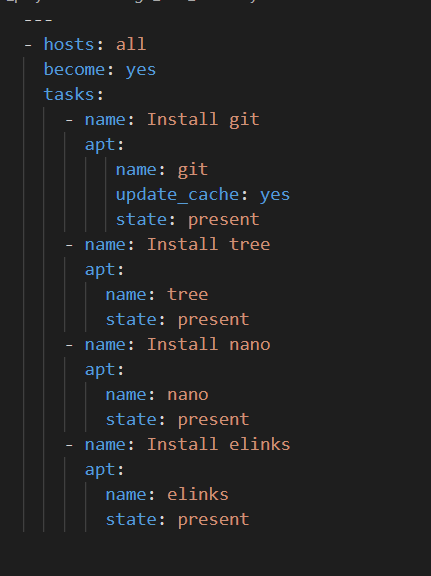 ---
- hosts: all
  become: yes
  tasks:
    - name: Install git
      apt:
         name: git
         update_cache: yes
         state: present
    - name: Install tree
      apt:
        name: tree
        state: present
    - name: Install nano
      apt:
        name: nano
        state: present
    - name: Install elinks
      apt:
        name: elinks
        state: present